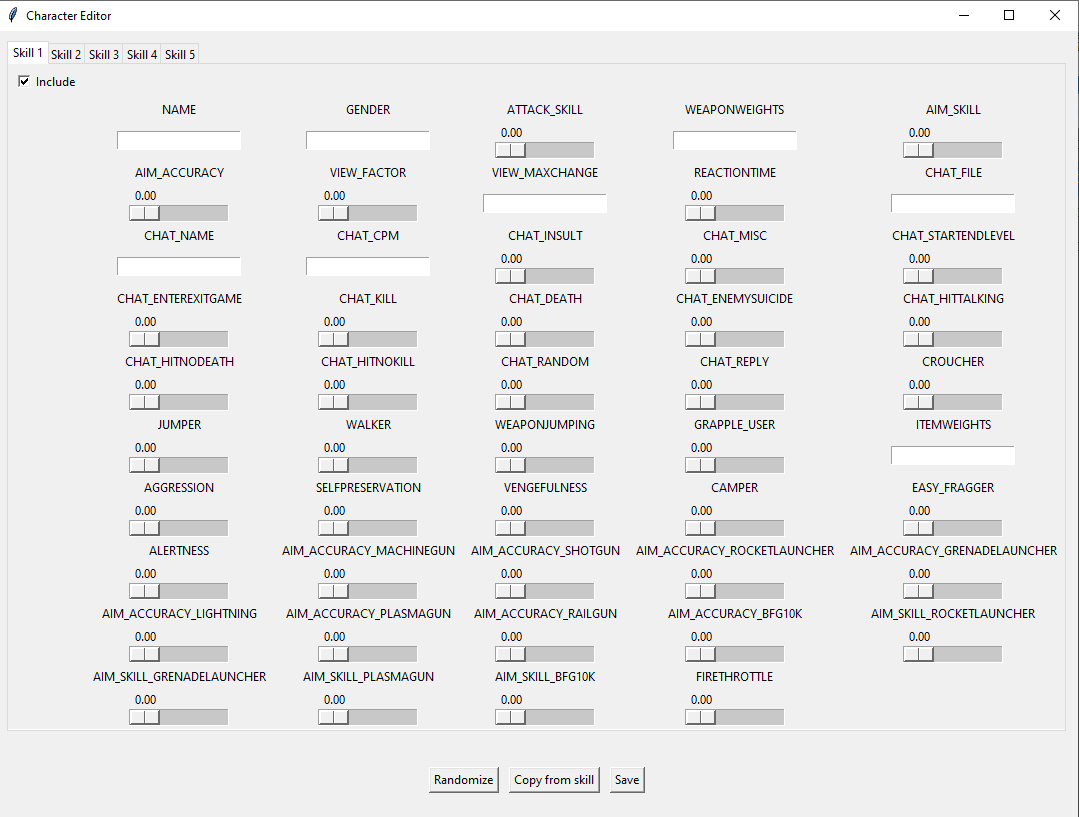 Character Editor
Skill 1 Skill 2 Skill 3 Skill 4 Skill 5
Include
NAME GENDER ATTACK_SKILL WEAPONWEIGHTS AIM_SKILL
0.00 0.00
AIM_ACCURACY VIEW_FACTOR VIEW_MAXCHANGE REACTIONTIME CHAT_FILE
0.00 0.00 0.00
CHAT_NAME CHAT_CPM CHAT_INSULT CHAT_MISC CHAT_STARTENDLEVEL
0.00 0.00 0.00
CHAT_ENTEREXITGAME CHAT_KILL CHAT_DEATH CHAT_ENEMYSUICIDE CHAT_HITTALKING
0.00 0.00 0.00 0.00 0.00
CHAT_HITNODEATH CHAT_HITNOKILL CHAT_RANDOM CHAT_REPLY CROUCHER
0.00 0.00 0.00 0.00 0.00
JUMPER WALKER WEAPONJUMPING GRAPPLE_USER ITEMWEIGHTS
0.00 0.00 0.00 0.00
AGGRESSION SELFPRESERVATION VENGEFULNESS CAMPER EASY_FRAGGER
0.00 0.00 0.00 0.00 0.00
ALERTNESS AIM_ACCURACY_MACHINEGUN AIM_ACCURACY_SHOTGUN AIM_ACCURACY_ROCKETLAUNCHER AIM_ACCURACY_GRENADELAUNCHER
0.00 0.00 0.00 0.00 0.00
AIM_ACCURACY_LIGHTNING AIM_ACCURACY_PLASMAGUN AIM_ACCURACY_RAILGUN AIM_ACCURACY_BFG10K AIM_SKILL_ROCKETLAUNCHER
0.00 0.00 0.00 0.00 0.00
AIM_SKILL_GRENADELAUNCHER AIM_SKILL_PLASMAGUN AIM_SKILL_BFG10K FIRETHROTTLE
0.00 0.00 0.00 0.00
Randomize Copy from skill Save